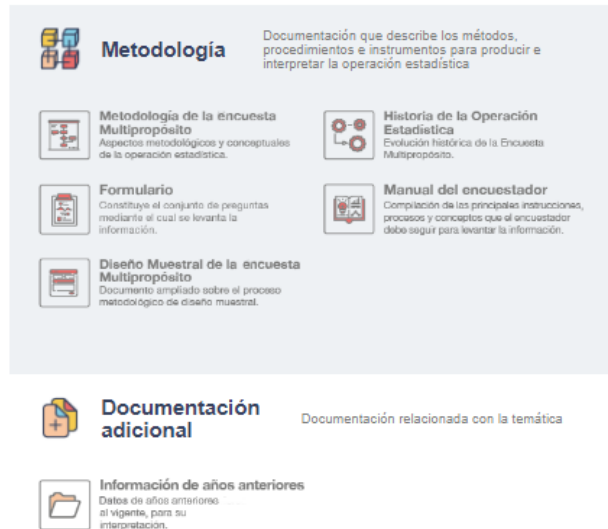 Metodología
Documentación que describe los métodos,
procedimientos e instrumentos para producir e
interpretar la operación estadística
Metodología de la encuesta
Multipropósito
Aspectos metodológicos y conceptuales
de la operación estadística.
Historia de la Operación
Estadística
Evolución histórica de la Encuesta
Multipropósito.
Formulario
Constituye el conjunto de preguntas
mediante el cual se levanta la
información.
Manual del encuestador
Compilación de las principales instrucciones,
procesos y conceptos que el encuestador
debe seguir para levantar la información.
Diseño Muestral de la encuesta
Multipropósito
Documento ampliado sobre el proceso
metodológico de diseño muestral.
Documentación
adicional
Documentación relacionada con la temática
Información de años anteriores
Datos de años anteriores
al vigente, para su
interpretación.